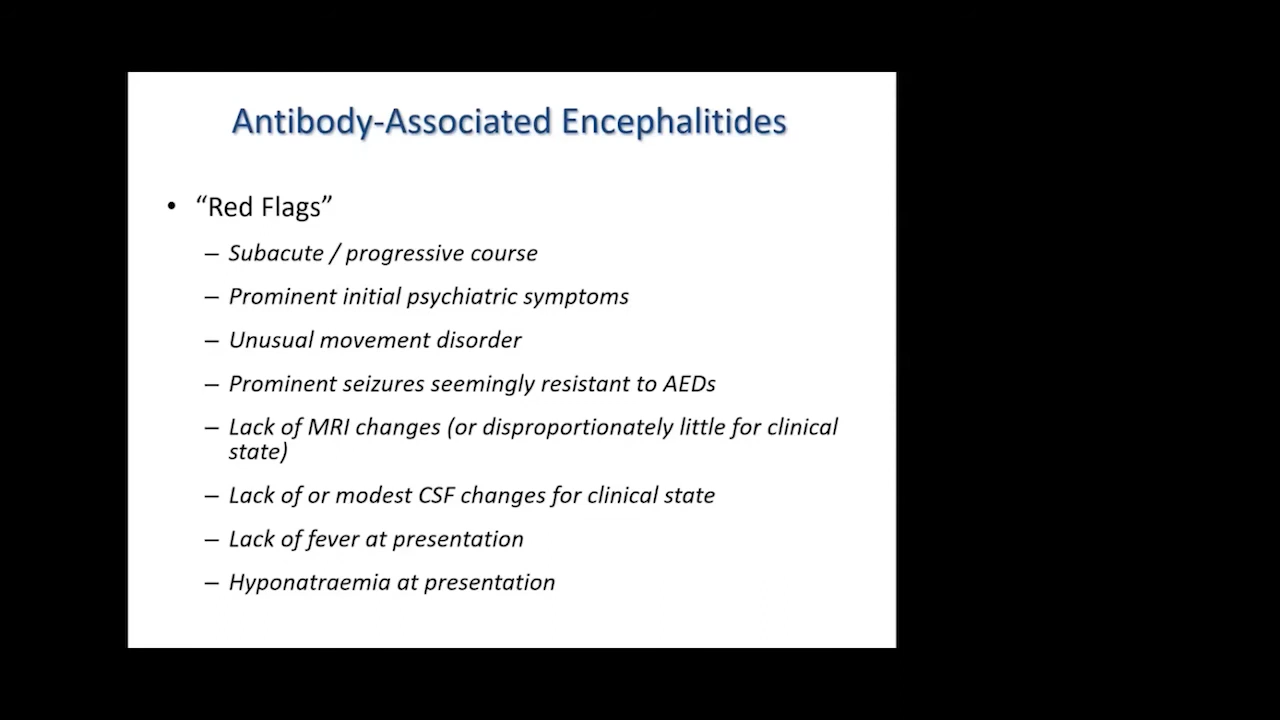 Antibody-Associated Encephalitides
• “Red Flags”
– Subacute / progressive course
– Prominent initial psychiatric symptoms
– Unusual movement disorder
– Prominent seizures seemingly resistant to AEDs
– Lack of MRI changes (or disproportionately little for clinical
state)
– Lack of or modest CSF changes for clinical state
– Lack of fever at presentation
– Hyponatraemia at presentation